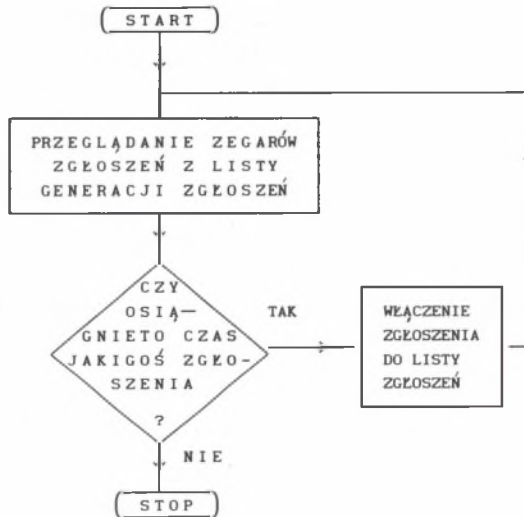 START
PRZEGLĄDANIE ZEGARÓW
ZGŁOSZEŃ Z LISTY
GENERACJI ZGŁOSZEŃ
CZY
OSIĄ—
GNIETO CZAS
JAKIGOŚ ZGŁO-
SZENIA
?
TAK
WŁĄCZENIE
ZGŁOSZENIA
DO LISTY
ZGŁOSZEŃ
NIE
STOP